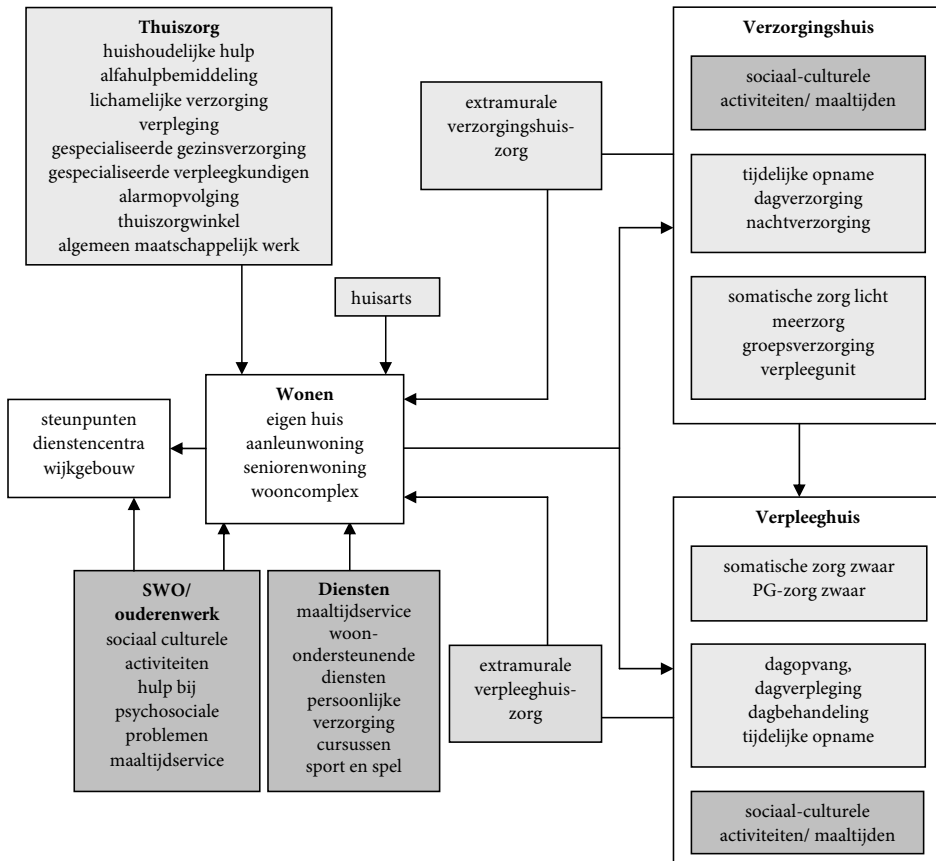 Thuiszorg
huishoudelijke hulp
alfahulpbemiddeling
lichamelijke verzorging
verpleging
gespecialiseerde gezinsverzorging
gespecialiseerde verpleegkundigen
alarmopvolging
thuiszorgwinkel
algemeen maatschappelijk werk
huisarts
extramurale
verzorgingshuis-
zorg
Verzorgingshuis
sociaal-culturele
activiteiten/ maaltijden
tijdelijke opname
dagverzorging
nachtverzorging
somatische zorg licht
meerzorg
groepsverzorging
verpleegunit
steunpunten
dienstencentra
wijkgebouw
Wonen
eigen huis
aanleunwoning
seniorenwoning
wooncomplex
SWO/
ouderenwerk
sociaal culturele
activiteiten
hulp bij
psychosociale
problemen
maaltijdservice
Diensten
maaltijdservice
woon-
ondersteunende
diensten
persoonlijke
verzorging
cursussen
sport en spel
extramurale
verpleeghuis-
zorg
Verpleeghuis
somatische zorg zwaar
PG-zorg zwaar
dagopvang,
dagverpleging
dagbehandeling
tijdelijke opname
sociaal-culturele
activiteiten/ maaltijden